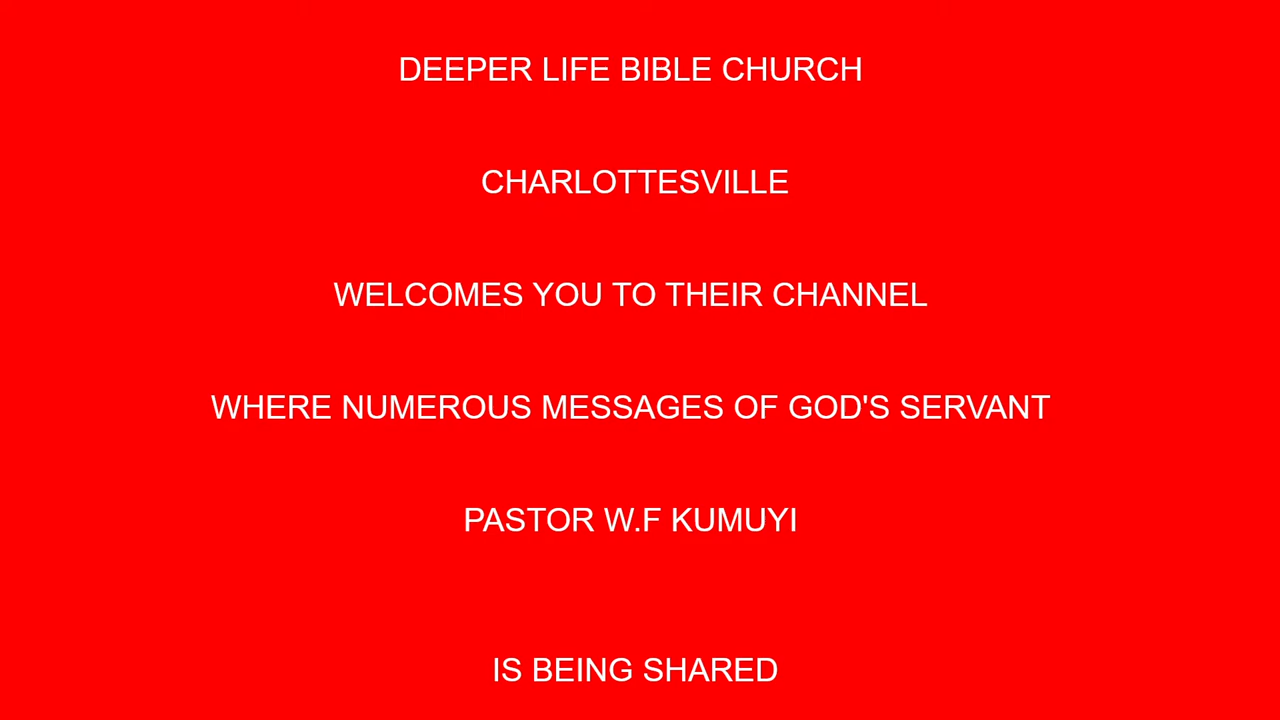 DEEPER LIFE BIBLE CHURCH
CHARLOTTESVILLE
WELCOMES YOU TO THEIR CHANNEL
WHERE NUMEROUS MESSAGES OF GOD'S SERVANT
PASTOR W.F KUMUYI
IS BEING SHARED